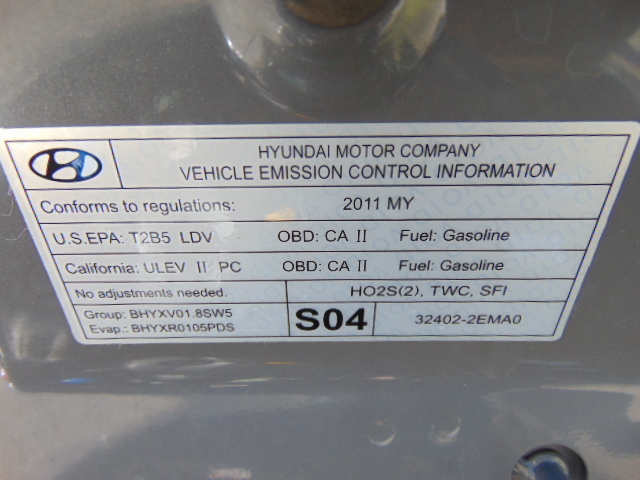 HYUNDAI MOTOR COMPANY
VEHICLE EMISSION CONTROL INFORMATION
Conforms to regulations: 2011 MY
U.S.EPA: T2B5 LDV OBD: CA II Fuel: Gasoline
California: ULEV II PC OBD: CA II Fuel: Gasoline
No adjustments needed. HO2S(2), TWC, SFI
Group: BHYXV01.8SW5
Evap.: BHYXR0105PDS
S04
32402-2EMA0